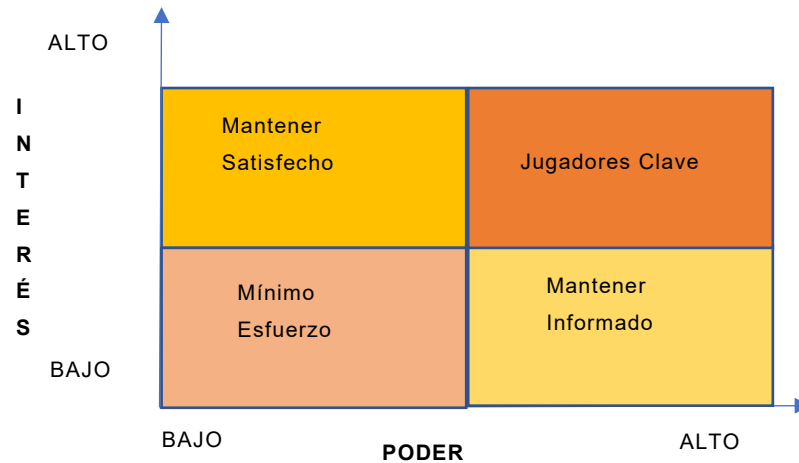 ALTO
I
N
T
E
R
É
S
Mantener
Satisfecho
Jugadores Clave
Mínimo
Esfuerzo
Mantener
Informado
BAJO
BAJO
PODER
ALTO